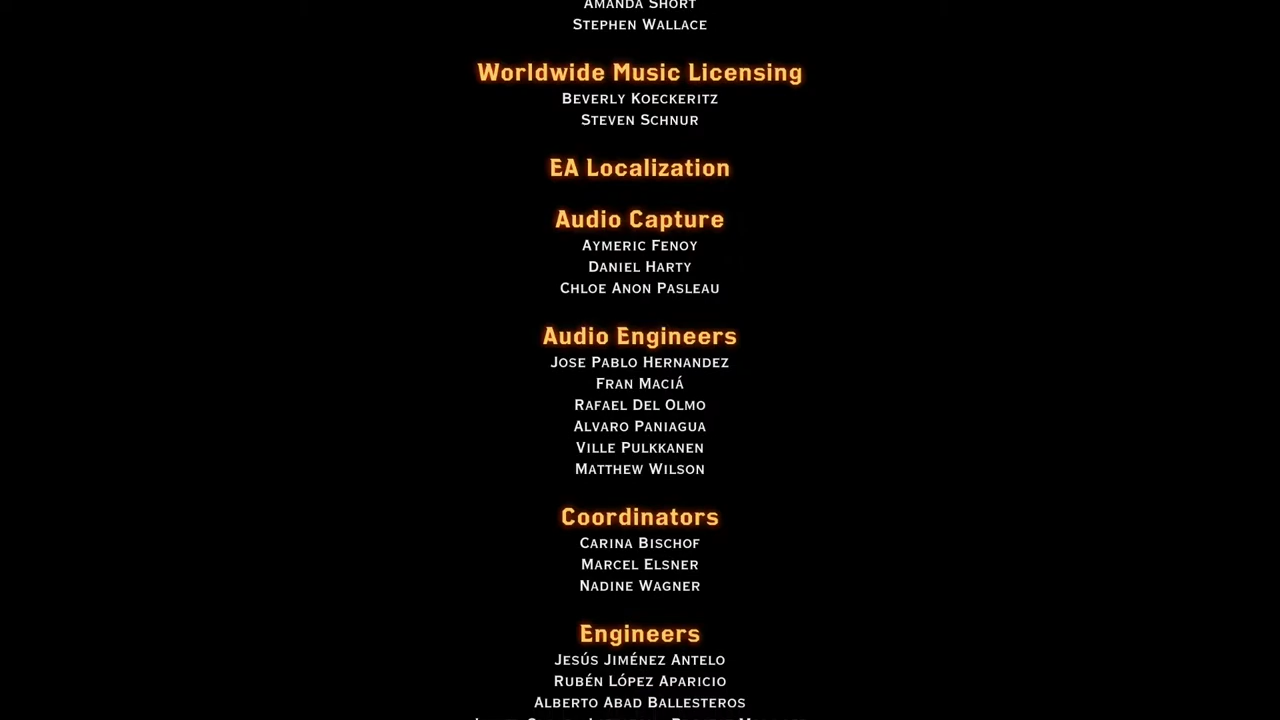 AMANDA SHORT
STEPHEN WALLACE
Worldwide Music Licensing
BEVERLY KOECKERITZ
STEVEN SCHNUR
EA Localization
Audio Capture
AYMERIC FENOY
DANIEL HARTY
CHLOE ANON PASLEAU
Audio Engineers
JOSE PABLO HERNANDEZ
FRAN MACIÁ
RAFAEL DEL OLMO
ALVARO PANIAGUA
VILLE PULKKANEN
MATTHEW WILSON
Coordinators
CARINA BISCHOF
MARCEL ELSNER
NADINE WAGNER
Engineers
JESÚS JIMÉNEZ ANTELO
RUBÉN LÓPEZ APARICIO
ALBERTO ABAD BALLESTEROS